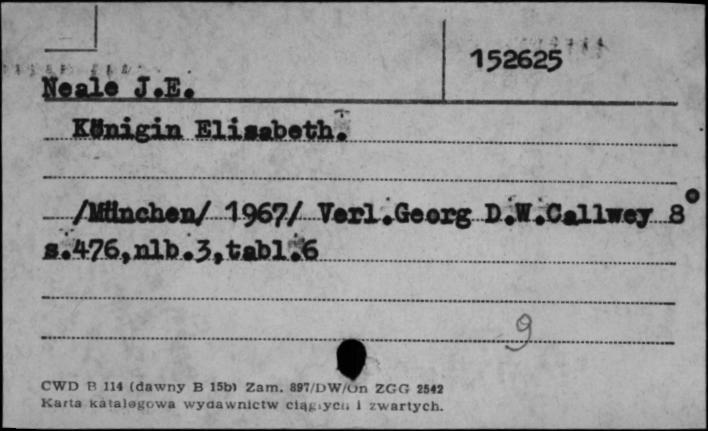 152625
Neale J.E.
Königin Elisabeth.
/München/ 1967/ Verl.Georg D.W.Callwey 8°
s.476,nlb.3,tabl.6
9
CWD B 114 (dawny B 15b) Zam. 897/DW/On ZGG 2542
Karta katalogowa wydawnictw ciągłych i zwartych.